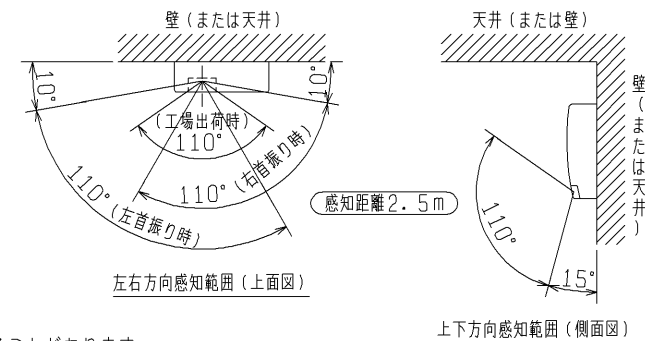 壁（または天井）
天井（または壁）
10°
10°
（工場出荷時）
110°
110°（右首振り時）
110°（左首振り時）
感知距離2.5m
壁（または天井）
110°
15°
左右方向感知範囲（上面図）
上下方向感知範囲（側面図）